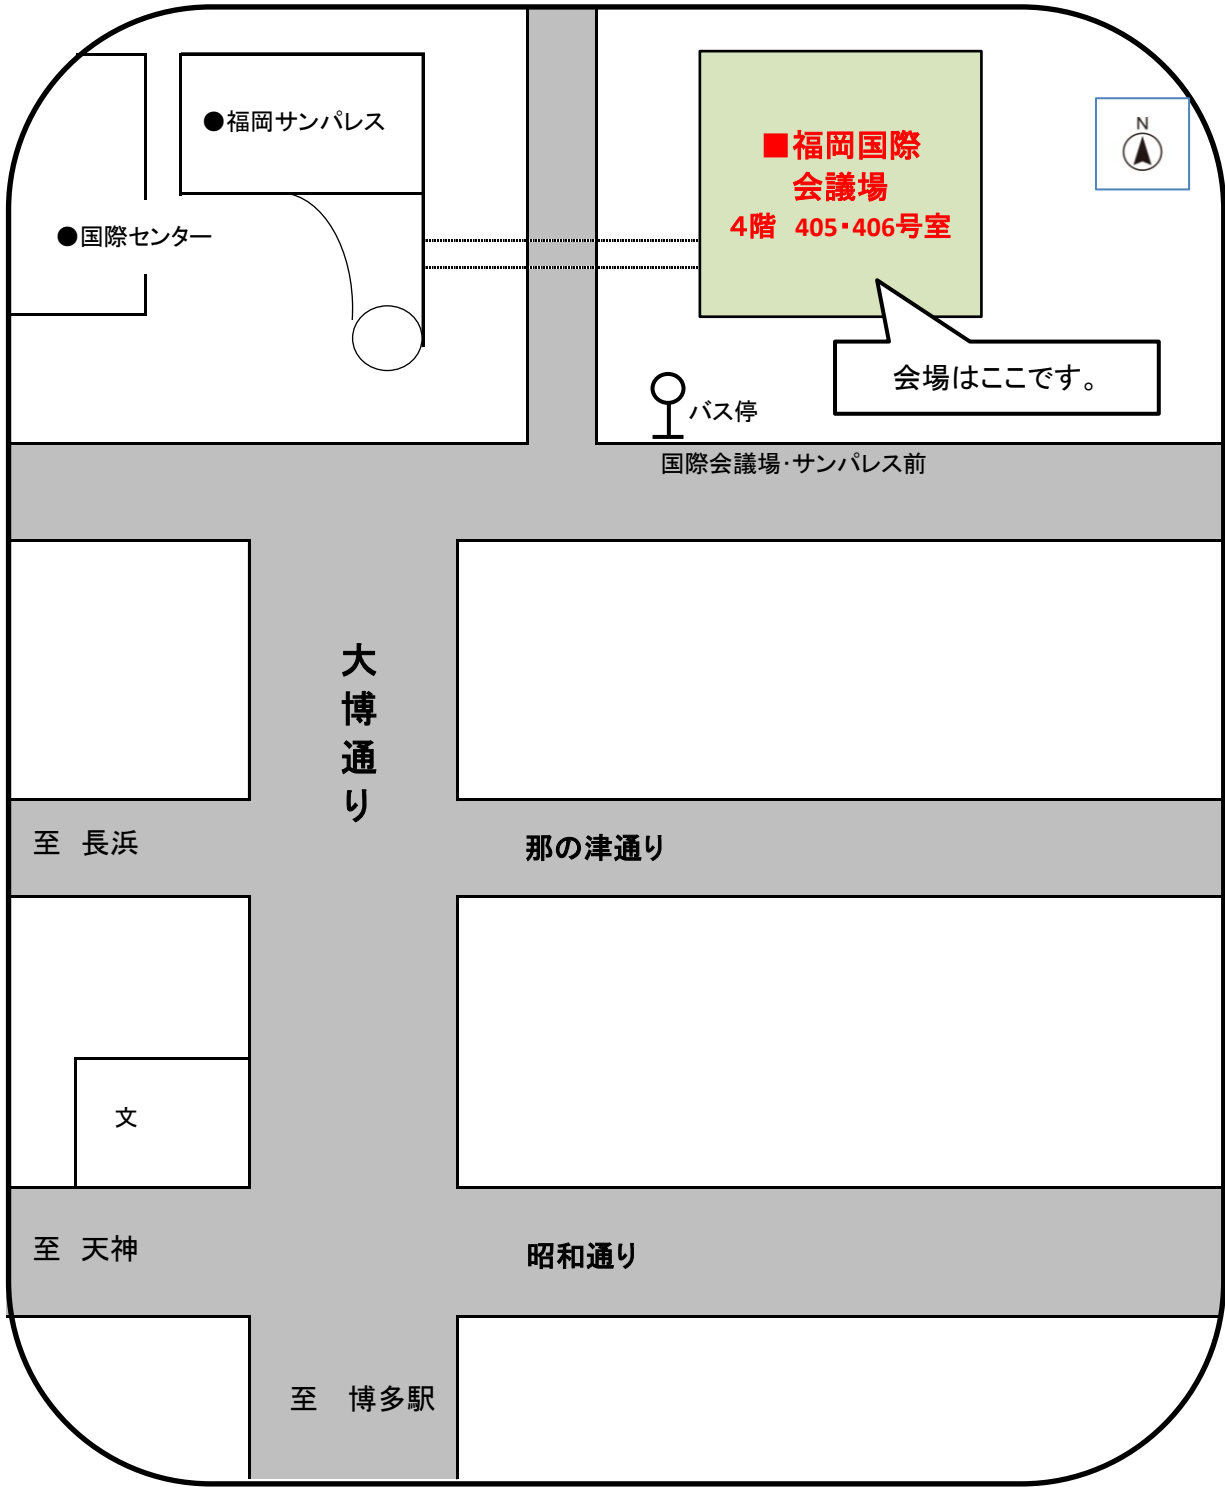 ●福岡サンパレス
■福岡国際
会議場
4階 405・406号室
N
●国際センター
会場はここです。
バス停
国際会議場・サンパレス前
大博通り
至 長浜
那の津通り
文
至 天神
昭和通り
至 博多駅